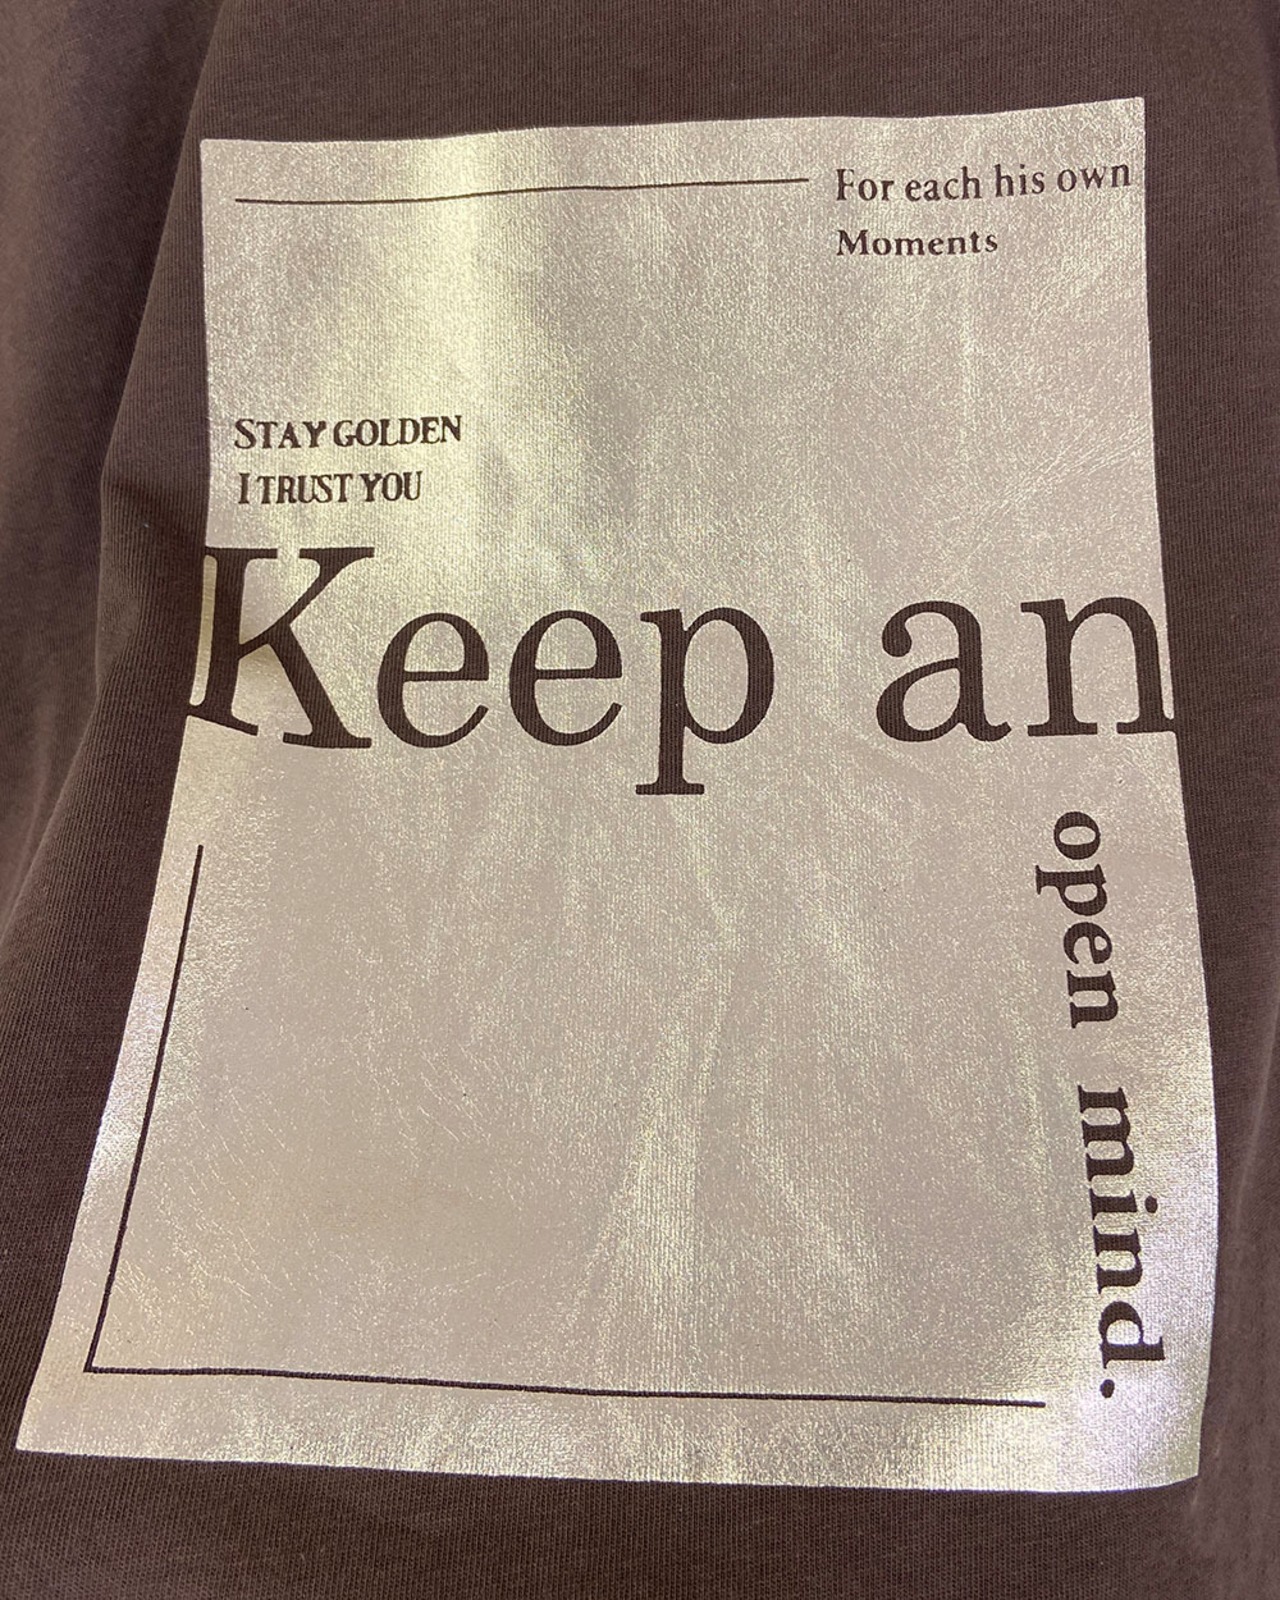 For each his own
Moments
STAY GOLDEN
I TRUST YOU
Keep an
open mind.